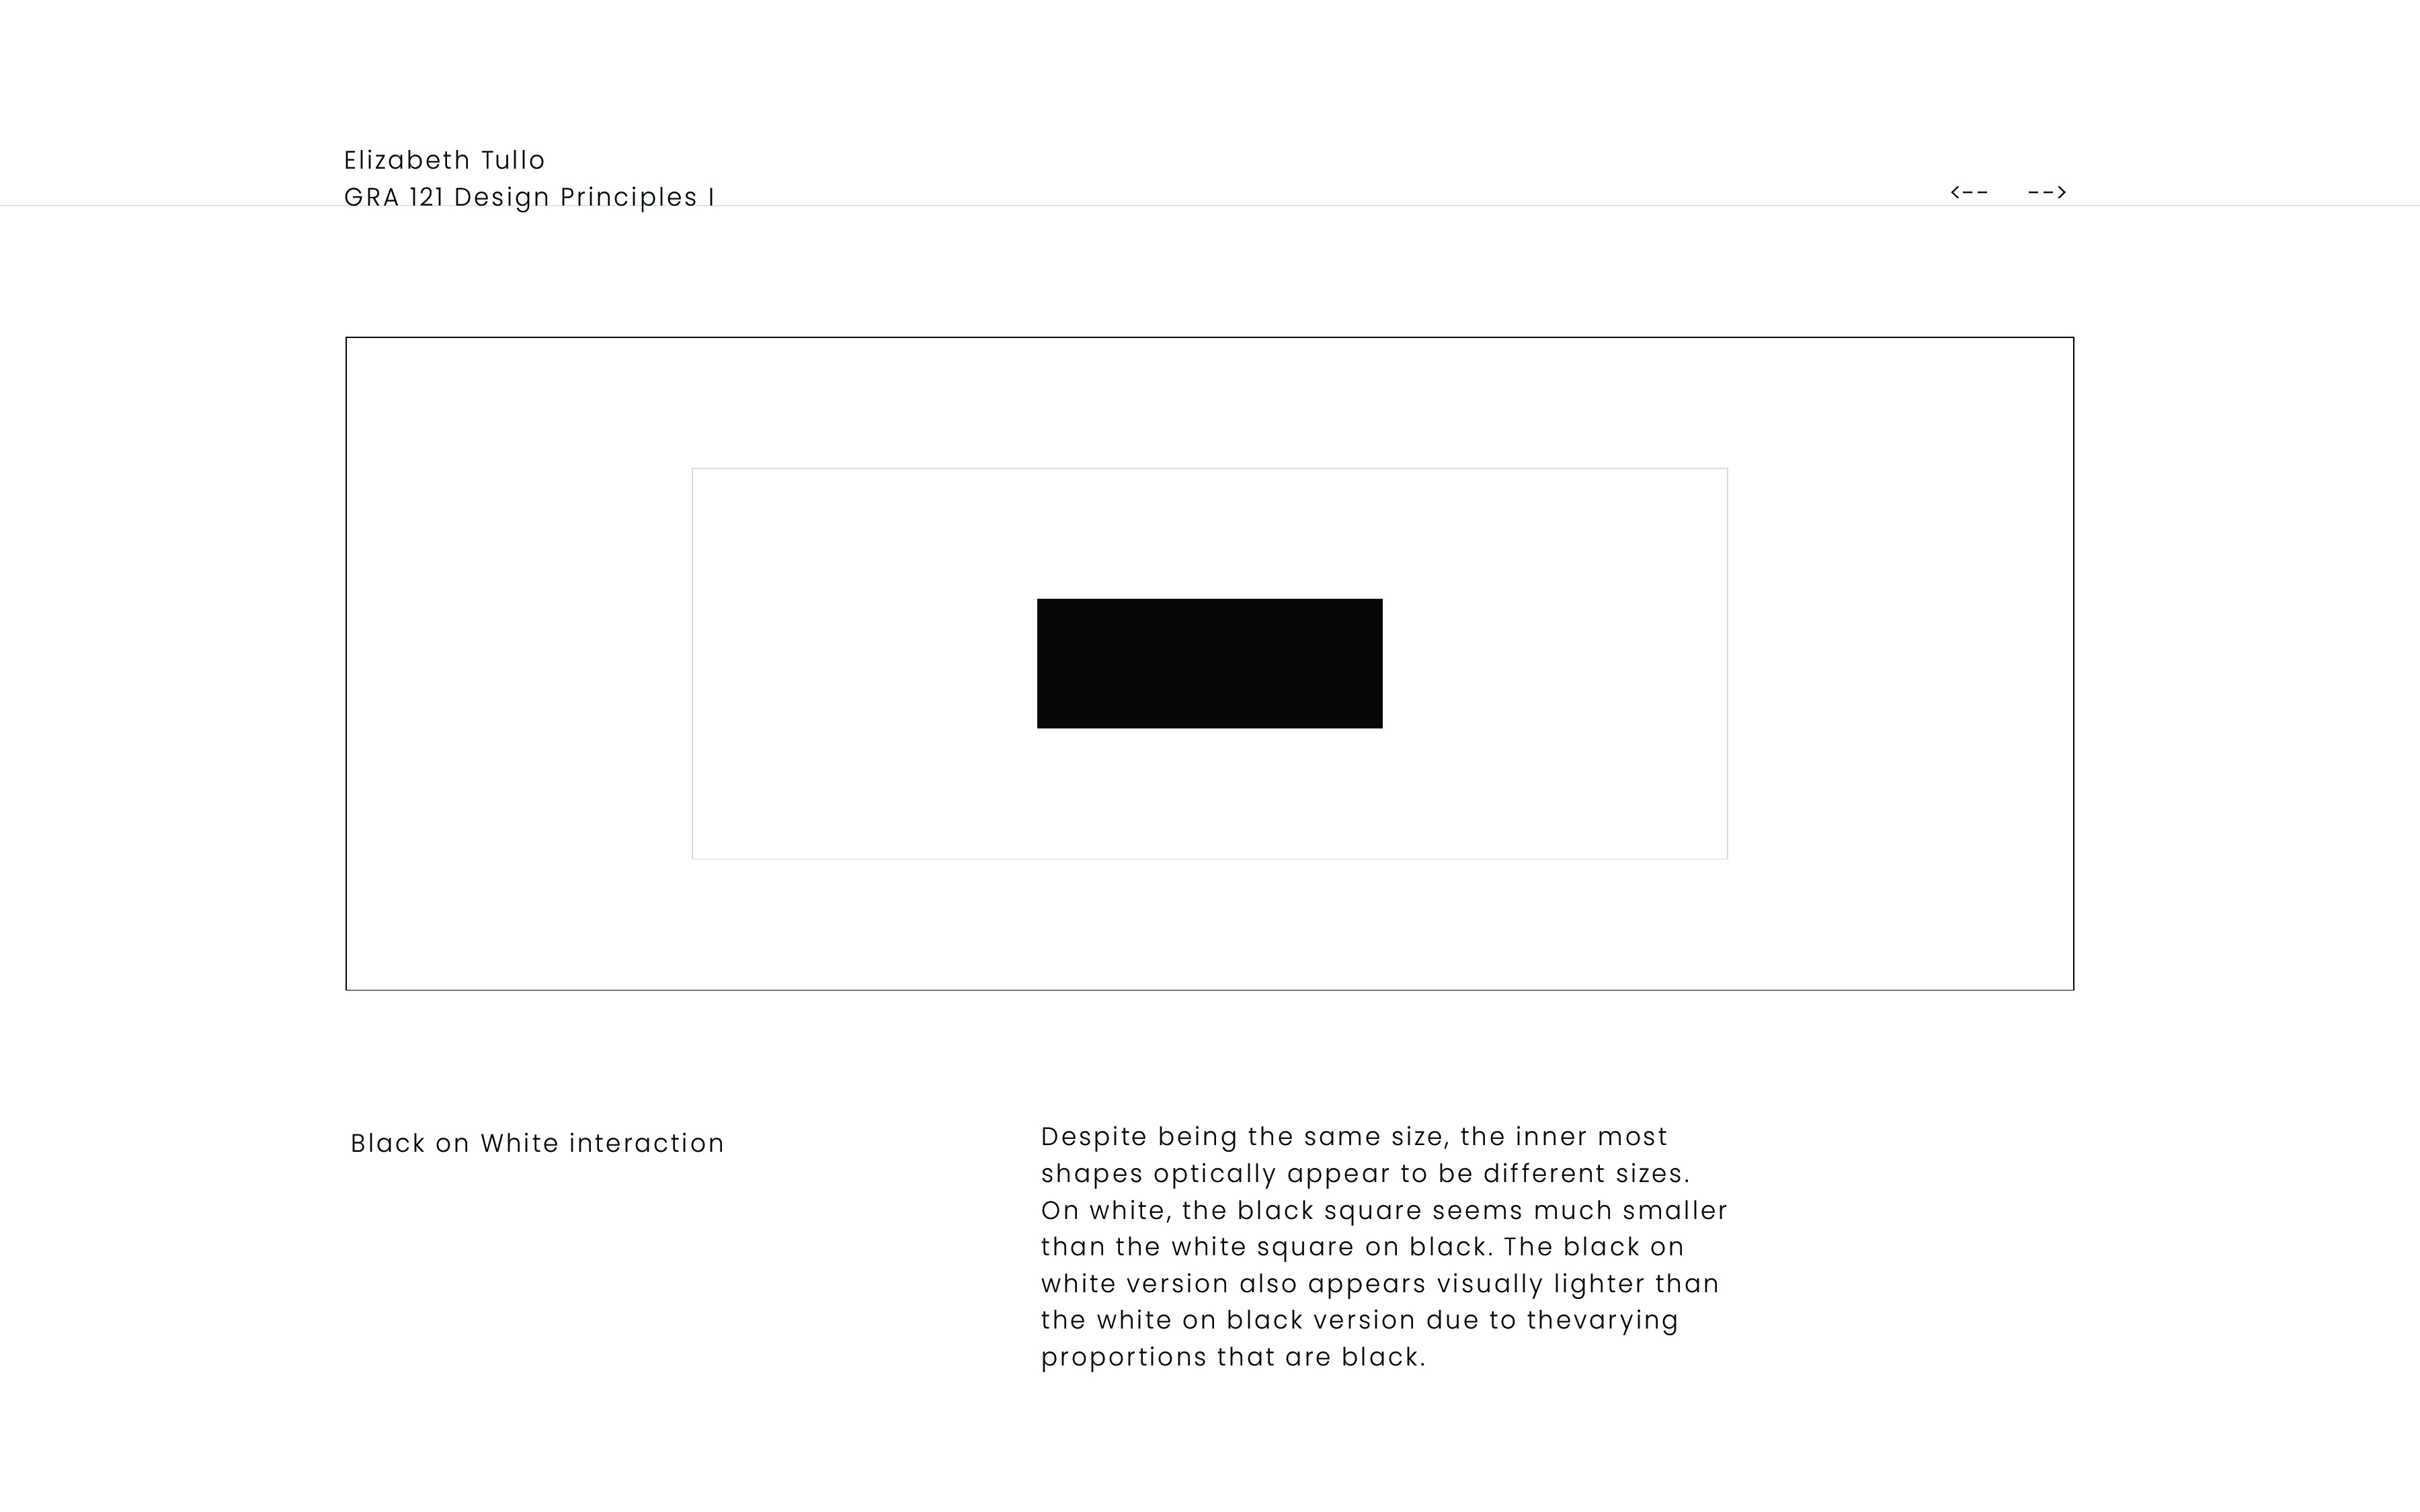 Elizabeth Tullo
GRA 121 Design Principles I
<-- -->
Black on White interaction
Despite being the same size, the inner most
shapes optically appear to be different sizes.
On white, the black square seems much smaller
than the white square on black. The black on
white version also appears visually lighter than
the white on black version due to thevarying
proportions that are black.